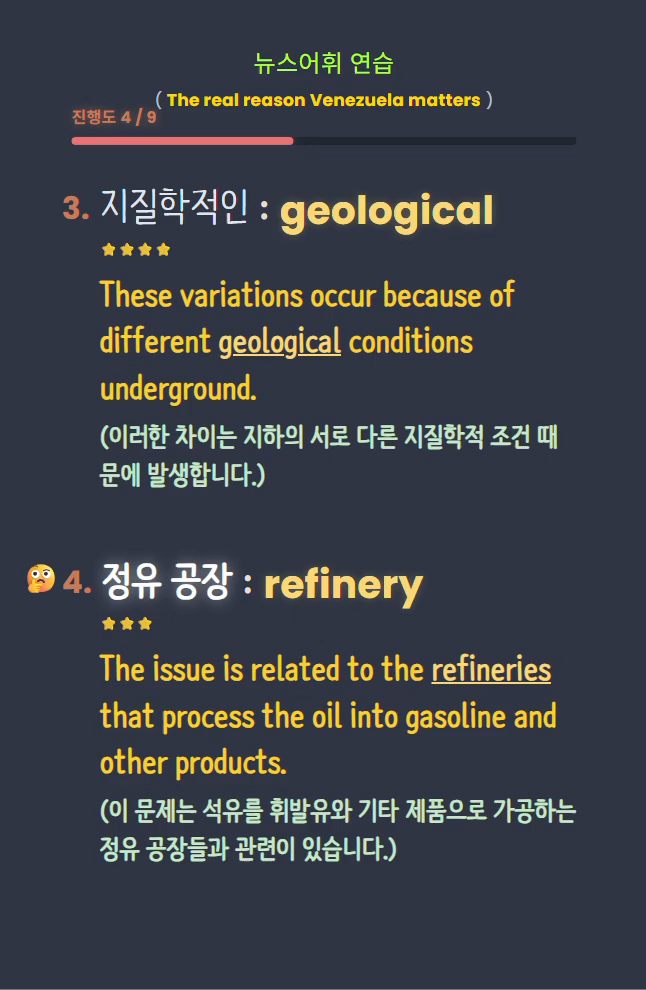 뉴스어휘 연습
( The real reason Venezuela matters )
진행도 4 / 9
3. 지질학적인 : geological
These variations occur because of
different geological conditions
underground.
(이러한 차이는 지하의 서로 다른 지질학적 조건 때
문에 발생합니다.)
4. 정유 공장 : refinery
The issue is related to the refineries
that process the oil into gasoline and
other products.
(이 문제는 석유를 휘발유와 기타 제품으로 가공하는
정유 공장들과 관련이 있습니다.)